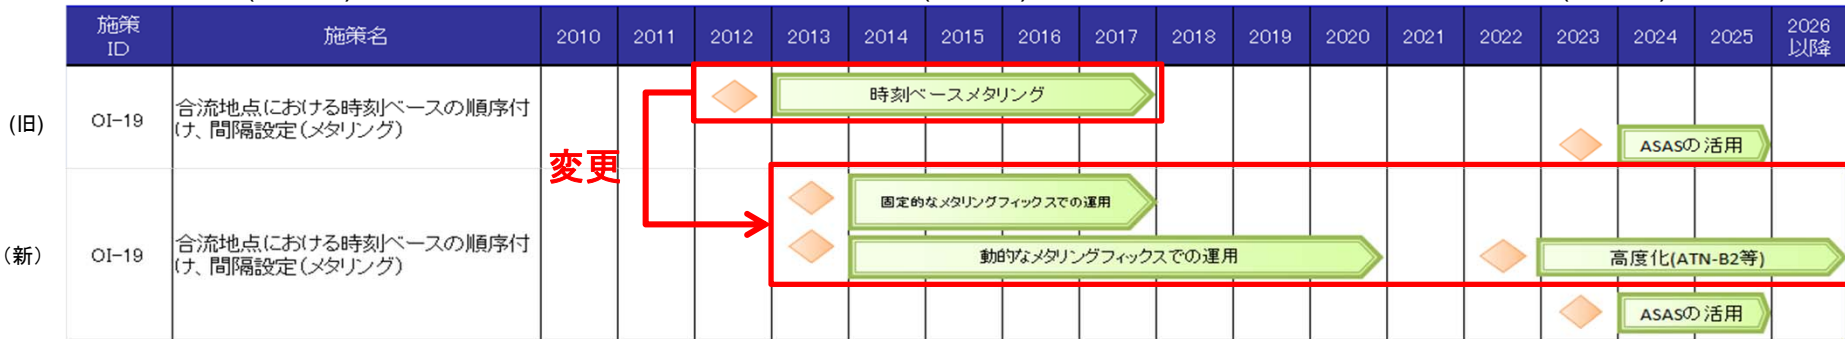 施策
ID
施策名
2010
2011
2012
2013
2014
2015
2016
2017
2018
2019
2020
2021
2022
2023
2024
2025
2026
以降
(旧)
OI-19
合流地点における時刻ベースの順序付
け、間隔設定(メタリング)
時刻ベースメタリング
ASASの活用
変更
(新)
OI-19
合流地点における時刻ベースの順序付
け、間隔設定(メタリング)
固定的なメタリングフィックスでの運用
動的なメタリングフィックスでの運用
高度化(ATN-B2等)
ASASの活用